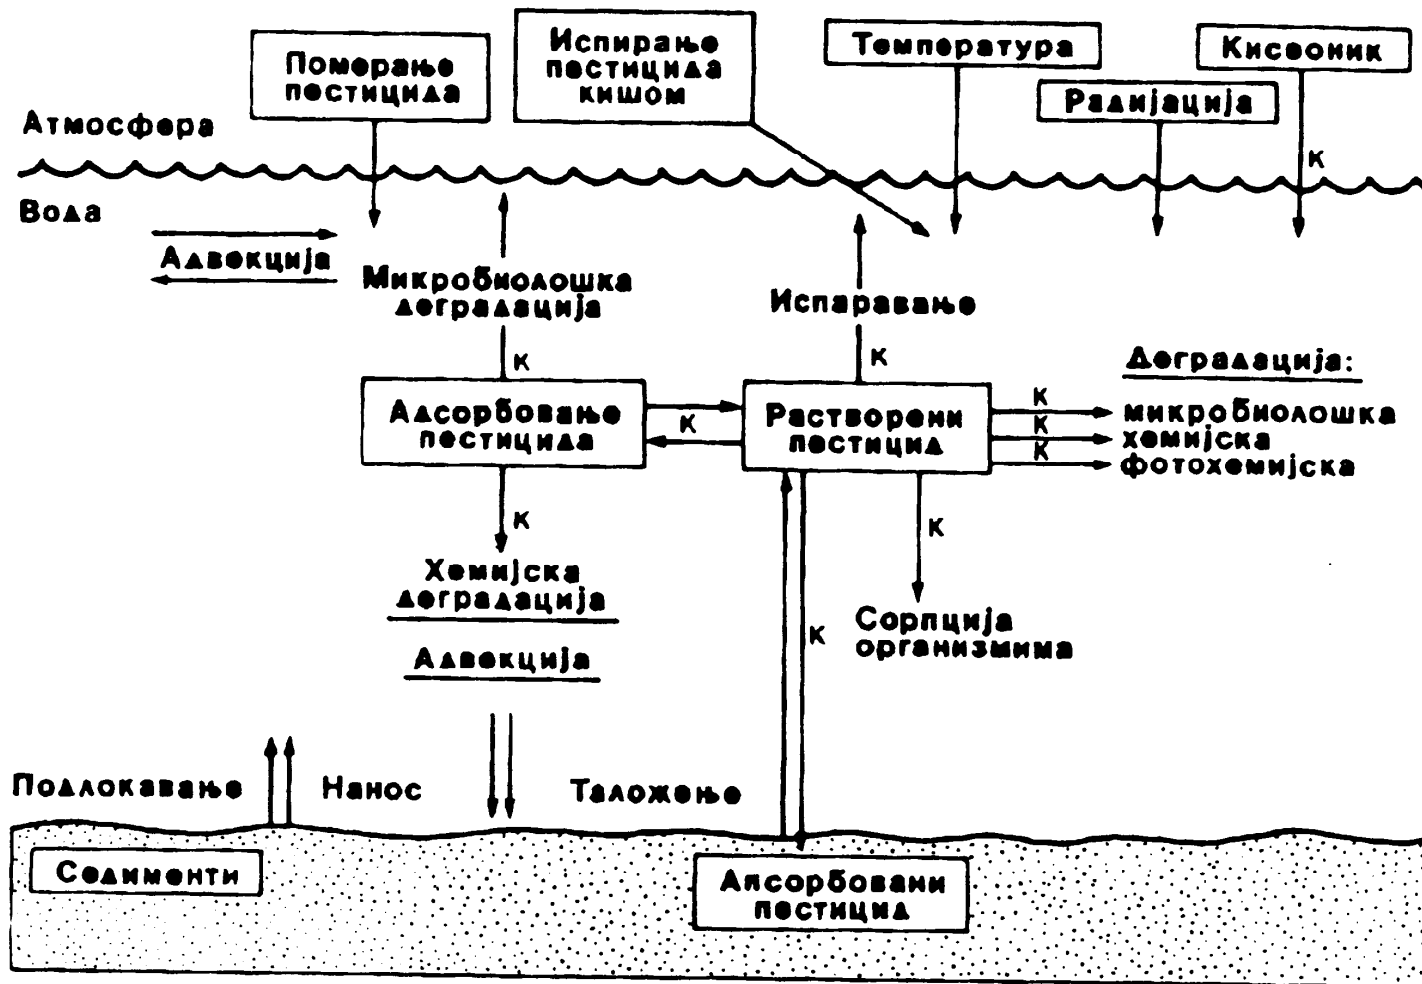 Померање
пестицида
Испирање
пестицида
кишом
Температура
Радијација
Кисеоник
Атмосфера
К
Вода
Адвекција
Микробиолошка
деградација
Испаравање
К
К
Деградација:
Адсорбовање
пестицида
К
Растворени
пестицид
К
микробиолошка
К
хемијска
К
фотохемијска
К
К
Хемијска
деградација
Сорпција
организмима
К
Адвекција
Подлокавање
Нанос
Таложење
Седименти
Апсорбовани
пестицид